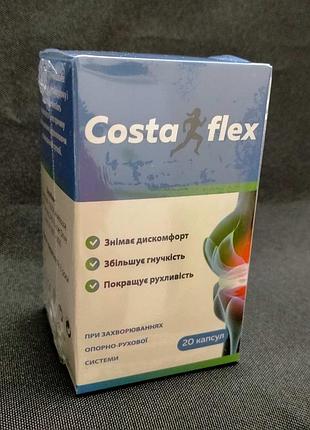 Costa flex
Знімає дискомфорт
Збільшує гнучкість
Покращує рухливість
ПРИ ЗАХВОРЮВАННЯХ
ОПОРНО-РУХОВОЇ
СИСТЕМИ
20 капсул